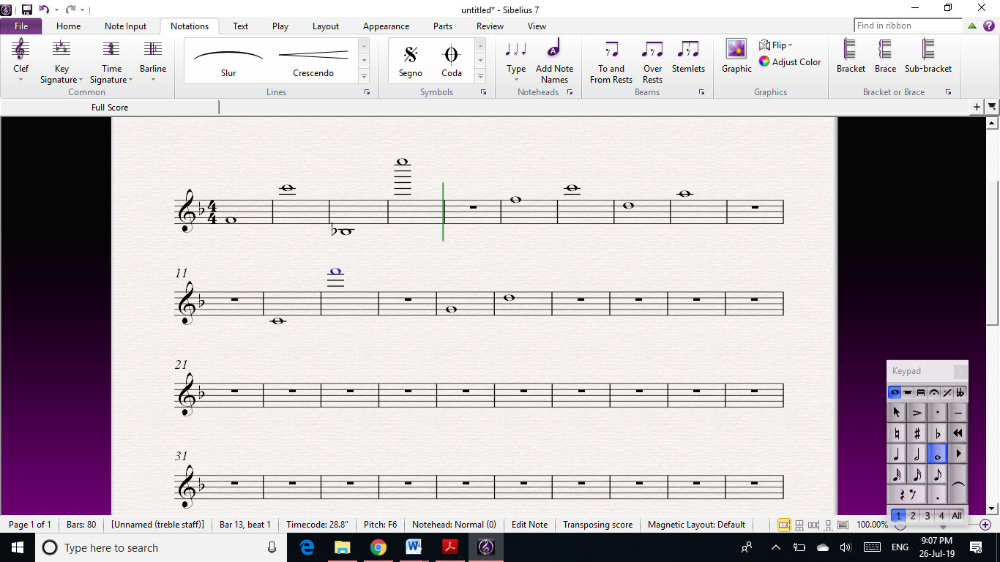 untitled* - Sibelius 7
File Home Note Input Notations Text Play Layout Appearance Parts Review View Find in ribbon
Clef Key Signature Time Signature Barline
Common
Slur Crescendo
Lines
Segno Coda
Symbols
Type Add Note Names
Noteheads
To and From Rests Over Rests Stemlets
Beams
Graphic Flip Adjust Color
Graphics
Bracket Brace Sub-bracket
Bracket or Brace
Full Score
4
4
11
21
31
Keypad
1 2 3 4 All
Page 1 of 1 Bars: 80 [Unnamed (treble staff)] Bar 13, beat 1 Timecode: 28.8" Pitch: F6 Notehead: Normal (0) Edit Note Transposing score Magnetic Layout: Default 100.00%
Type here to search
ENG 9:07 PM
26-Jul-19